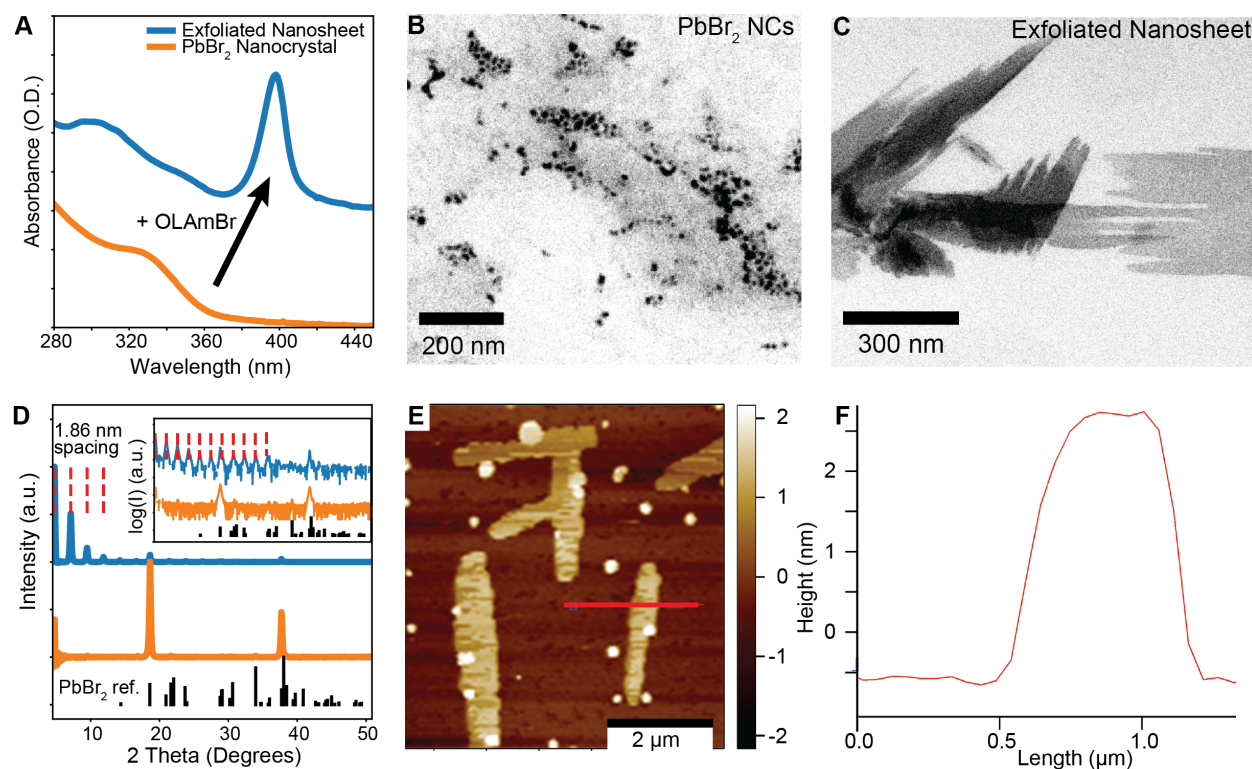 A
Exfoliated Nanosheet
PbBr₂ Nanocrystal
+ OLAmBr
Absorbance (O.D.)
280
320
360
400
440
Wavelength (nm)
B
PbBr₂ NCs
200 nm
C
Exfoliated Nanosheet
300 nm
D
1.86 nm
spacing
log(I) (a.u.)
Intensity (a.u.)
PbBr₂ ref.
10
20
30
40
50
2 Theta (Degrees)
E
2 µm
2
1
0
-1
-2
F
Height (nm)
2
1
0
0.0
0.5
1.0
Length (µm)